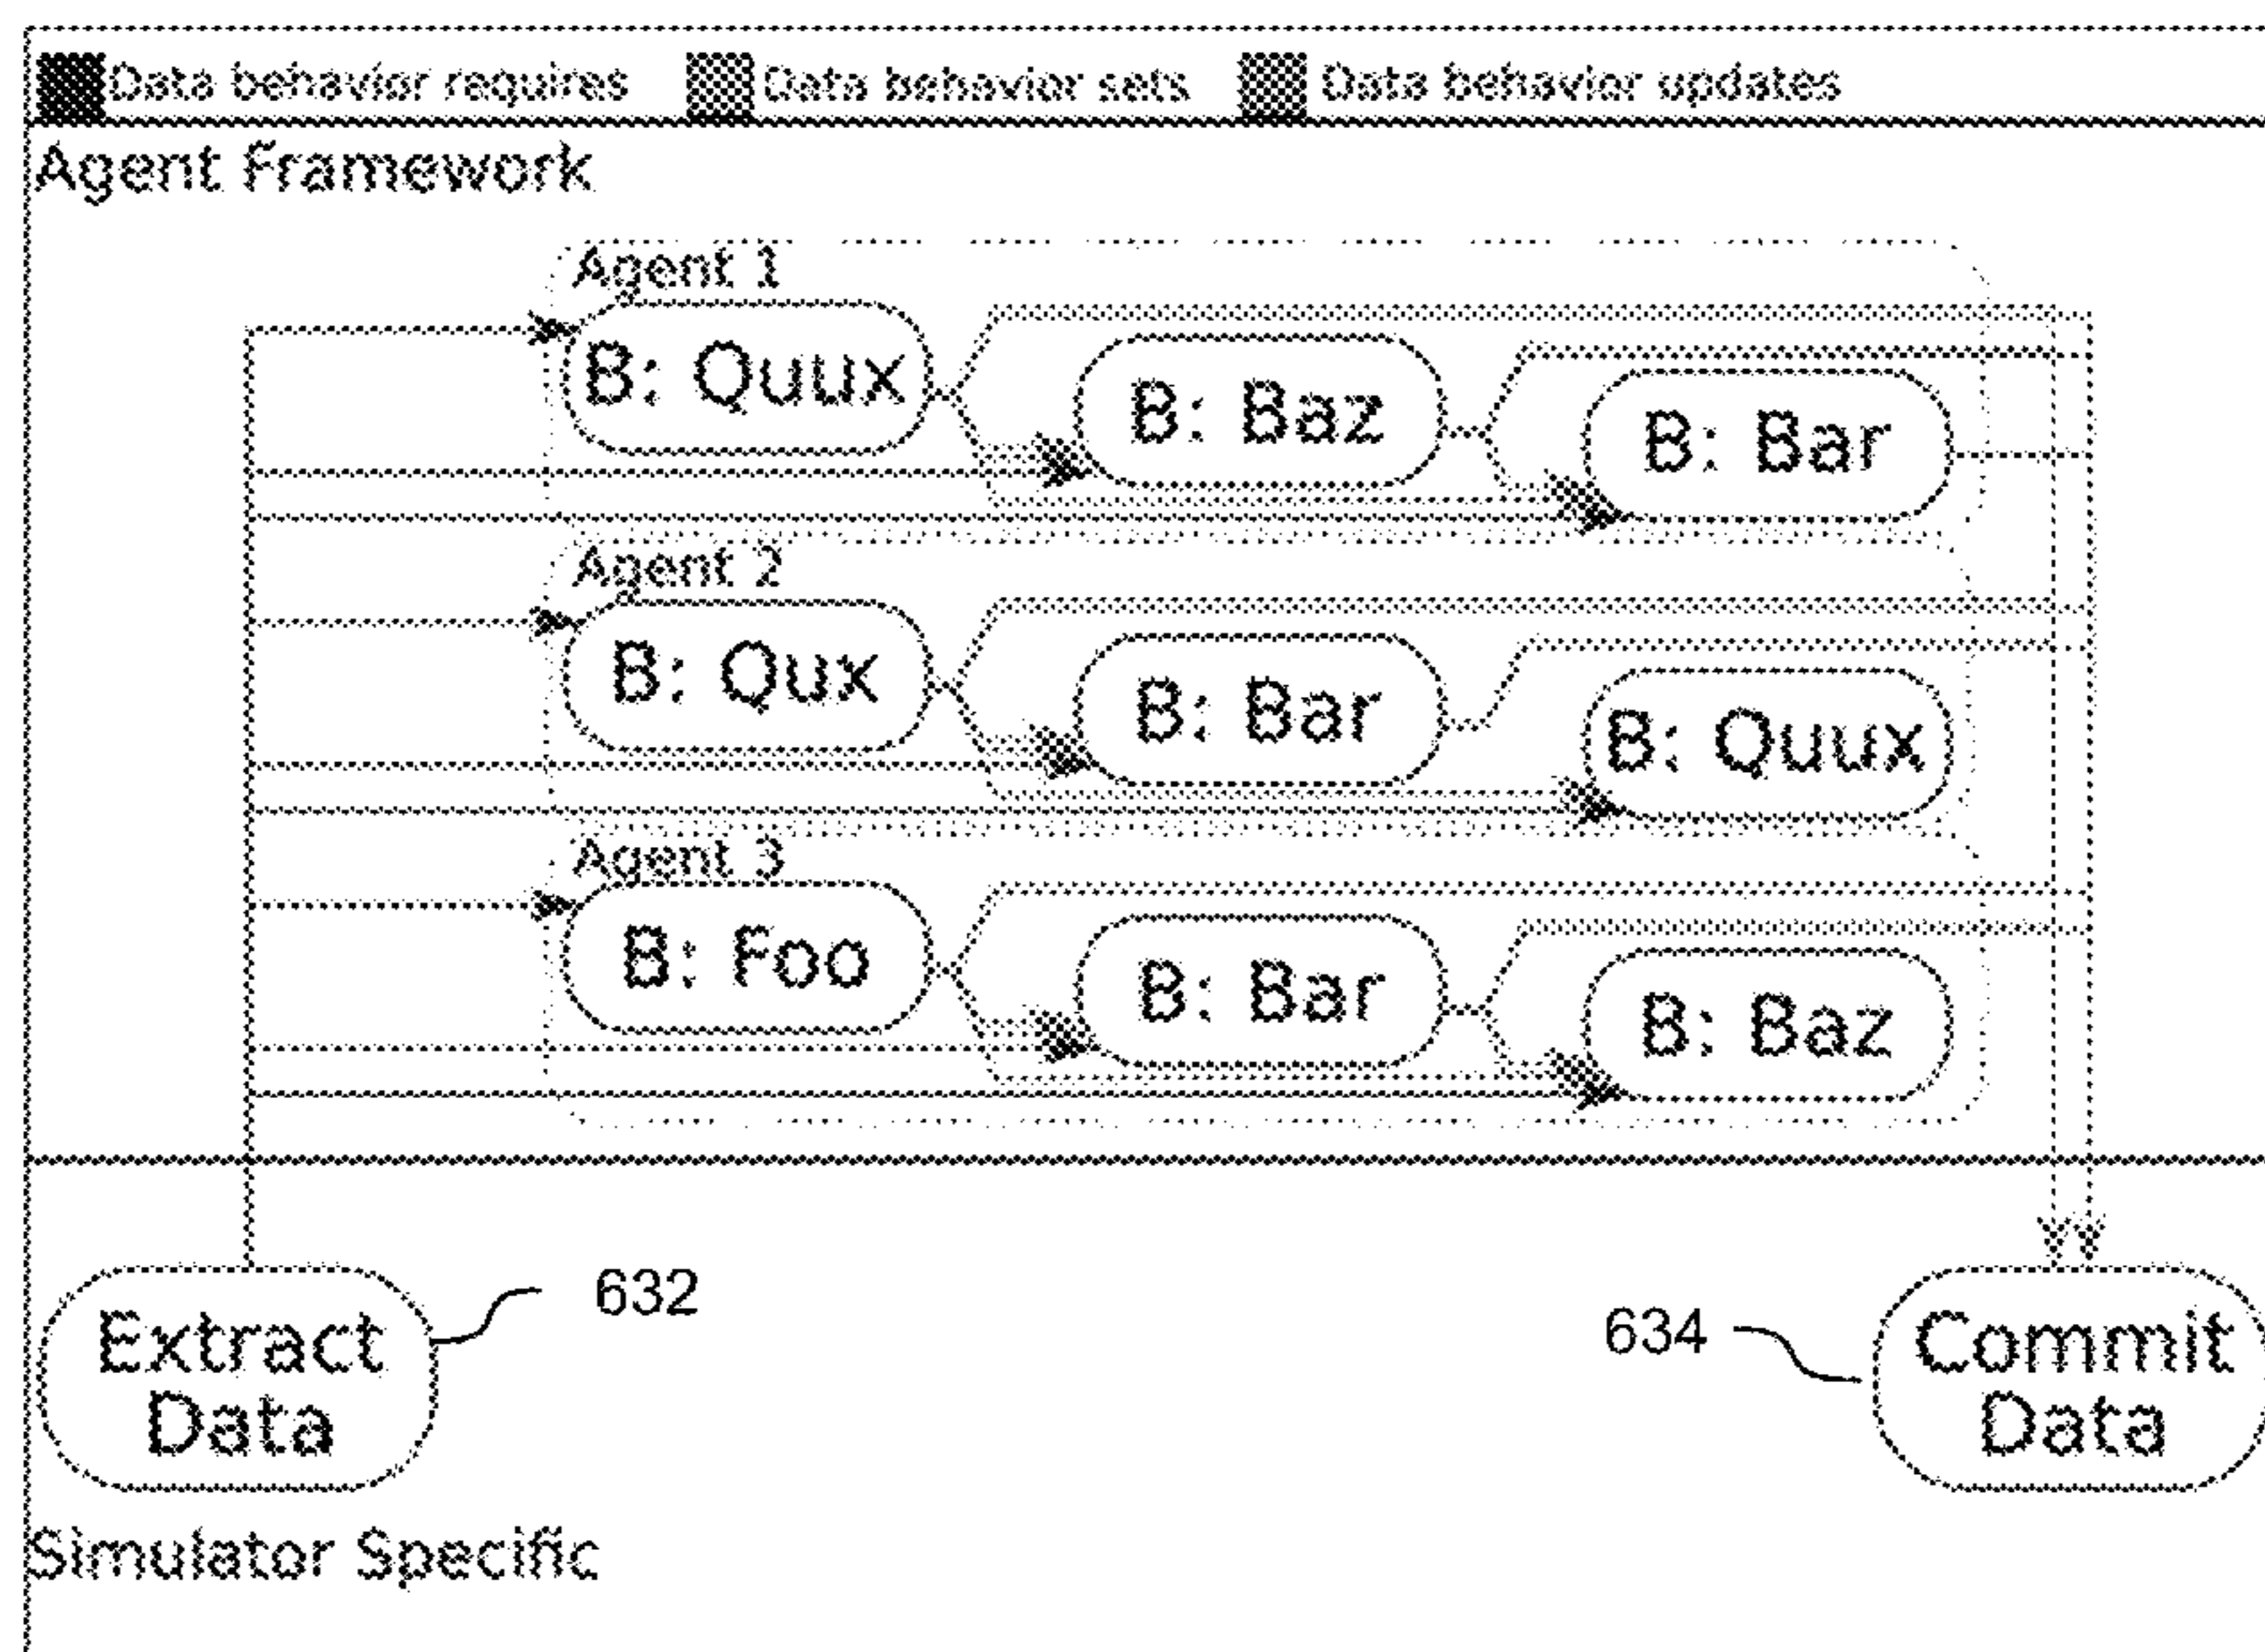 Data behavior requires Data behavior sets Data behavior updates
Agent Framework
Agent 1
B: Quux
B: Baz
B: Bar
Agent 2
B: Qux
B: Bar
B: Quux
Agent 3
B: Foo
B: Bar
B: Baz
Extract
Data
632
634
Commit
Data
Simulator Specific